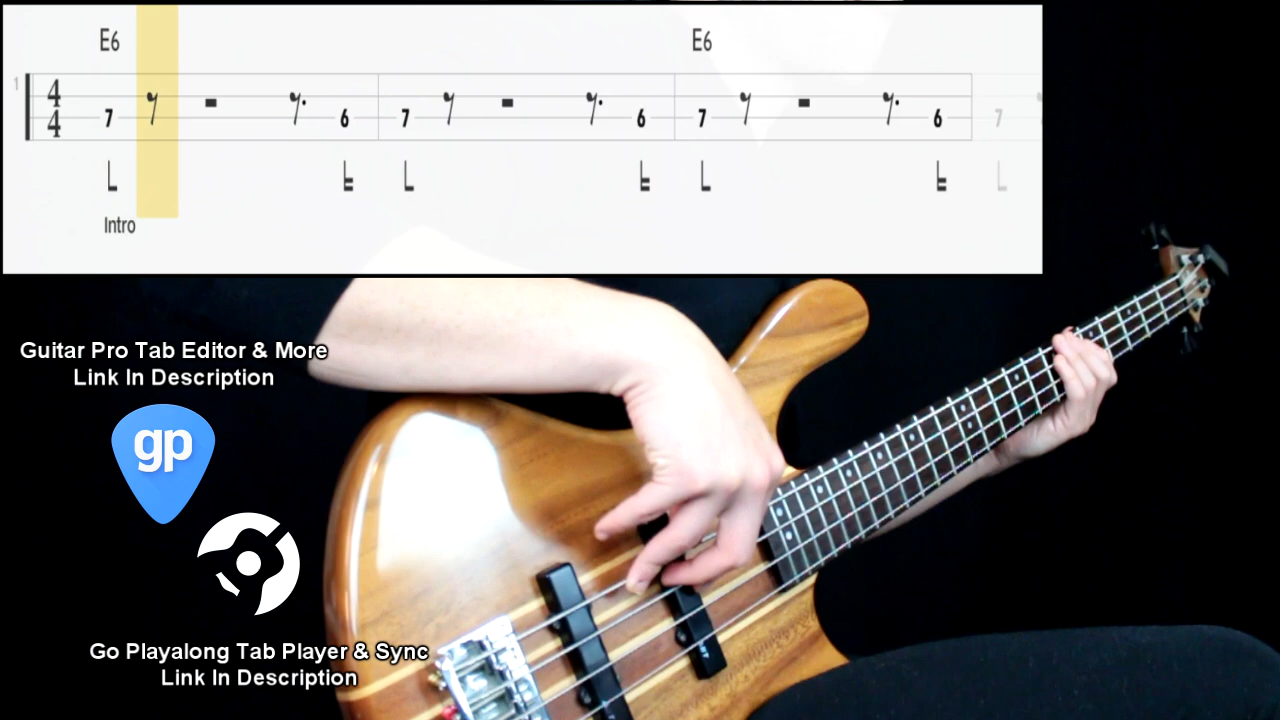 E6 E6
1 4 7 6 7 6 7 6 7
4
Intro
Guitar Pro Tab Editor & More
Link In Description
gp
Go Playalong Tab Player & Sync
Link In Description